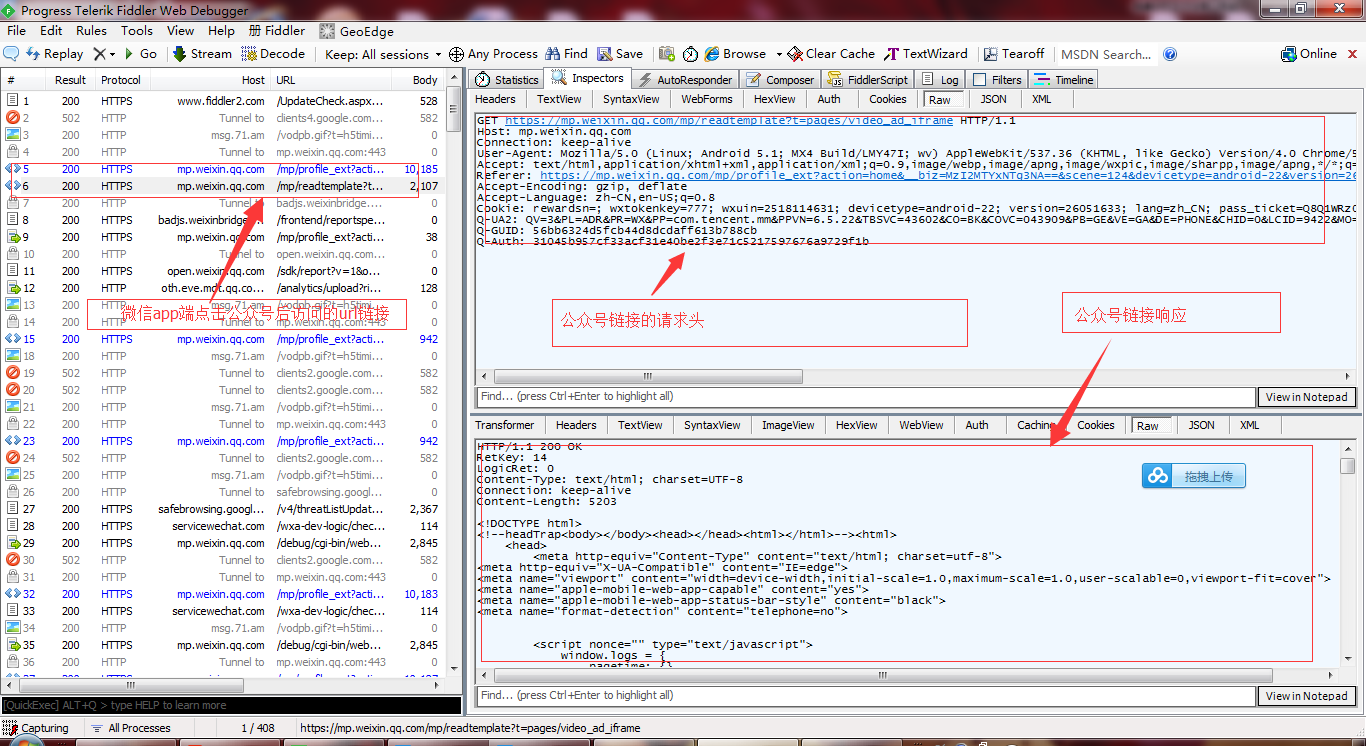 Progress Telerik Fiddler Web Debugger
File Edit Rules Tools View Help Fiddler GeoEdge
Replay Go Stream Decode Keep: All sessions Any Process Find Save Browse Clear Cache TextWizard Tearoff MSDN Search... Online
# Result Protocol Host URL Body
1 200 HTTPS www.fiddler2.com /UpdateCheck.aspx... 528
2 502 HTTP Tunnel to clients4.google.com... 582
3 200 HTTP msg.71.am /vodpb.gif?t=h5timi... 0
4 200 HTTP Tunnel to mp.weixin.qq.com:443 0
5 200 HTTPS mp.weixin.qq.com /mp/profile_ext?acti... 10,185
6 200 HTTPS mp.weixin.qq.com /mp/readtemplate?t... 2,107
7 200 HTTP Tunnel to badjs.weixinbridge.... 0
8 200 HTTPS badjs.weixinbridge... /frontend/reportspe... 0
9 200 HTTPS mp.weixin.qq.com /mp/profile_ext?acti... 38
10 200 HTTP Tunnel to open.weixin.qq.com... 0
11 200 HTTPS open.weixin.qq.com /sdk/report?v=1&o... 0
12 200 HTTPS oth.eve.mdt.qq.co... /analytics/upload?ri... 128
13 200 HTTP msg.71.am /vodpb.gif?t=h5timi... 0
微信app端点击公众号后访问的url链接
14 200 HTTP Tunnel to mp.weixin.qq.com:443 0
15 200 HTTPS mp.weixin.qq.com /mp/profile_ext?acti... 942
18 200 HTTP msg.71.am /vodpb.gif?t=h5timi... 0
19 502 HTTP Tunnel to clients2.google.com... 582
20 502 HTTP Tunnel to clients2.google.com... 582
21 200 HTTP msg.71.am /vodpb.gif?t=h5timi... 0
22 200 HTTP Tunnel to mp.weixin.qq.com:443 0
23 200 HTTPS mp.weixin.qq.com /mp/profile_ext?acti... 942
24 502 HTTP Tunnel to clients2.google.com... 582
25 200 HTTP msg.71.am /vodpb.gif?t=h5timi... 0
26 200 HTTP Tunnel to safebrowsing.googl... 0
27 200 HTTPS safebrowsing.googl... /v4/threatListUpdat... 2,367
28 200 HTTPS servicewechat.com /wxa-dev-logic/chec... 114
29 200 HTTPS mp.weixin.qq.com /debug/cgi-bin/web... 2,845
30 502 HTTP Tunnel to clients2.google.com... 582
31 200 HTTP Tunnel to mp.weixin.qq.com:443 0
32 200 HTTPS mp.weixin.qq.com /mp/profile_ext?acti... 10,183
33 200 HTTPS servicewechat.com /wxa-dev-logic/chec... 114
34 200 HTTP msg.71.am /vodpb.gif?t=h5timi... 0
35 200 HTTPS mp.weixin.qq.com /debug/cgi-bin/web... 2,845
36 200 HTTP Tunnel to mp.weixin.qq.com:443 0
[QuickExec] ALT+Q > type HELP to learn more
Statistics Inspectors AutoResponder Composer FiddlerScript Log Filters Timeline
Headers TextView SyntaxView WebForms HexView Auth Cookies Raw JSON XML
GET https://mp.weixin.qq.com/mp/readtemplate?t=pages/video_ad_iframe HTTP/1.1
Host: mp.weixin.qq.com
Connection: keep-alive
User-Agent: Mozilla/5.0 (Linux; Android 5.1; MX4 Build/LMY47I; wv) AppleWebKit/537.36 (KHTML, like Gecko) Version/4.0 Chrome/5
Accept: text/html,application/xhtml+xml,application/xml;q=0.9,image/webp,image/apng,image/wxpic,image/sharpp,image/apng,*/*;q=
Referer: https://mp.weixin.qq.com/mp/profile_ext?action=home&__biz=MzI2MTYxNTg3NA==&scene=124&devicetype=android-22&version=26
Accept-Encoding: gzip, deflate
Accept-Language: zh-CN,en-US;q=0.8
Cookie: rewardsn=; wxtokenkey=777; wxuin=2518114631; devicetype=android-22; version=26051633; lang=zh_CN; pass_ticket=Q8Q1WRz0
Q-UA2: QV=3&PL=ADR&PR=WX&PP=com.tencent.mm&PPVN=6.5.22&TBSVC=43602&CO=BK&COVC=043909&PB=GE&VE=GA&DE=PHONE&CHID=0&LCID=9422&MO=
Q-GUID: 56bb6324d5fcb44d8dcdaff613b788cb
Q-Auth: 31045b957cf33acf31e40be2f3e71c5217597676a9729f1b
公众号链接的请求头
公众号链接响应
Find... (press Ctrl+Enter to highlight all) View in Notepad
Transformer Headers TextView SyntaxView ImageView HexView WebView Auth Caching Cookies Raw JSON XML
HTTP/1.1 200 OK
RetKey: 14
LogicRet: 0
Content-Type: text/html; charset=UTF-8
Connection: keep-alive
Content-Length: 5203
拖拽上传
<!DOCTYPE html>
<!--headTrap<body></body><head></head><html></html>--><html>
<head>
<meta http-equiv="Content-Type" content="text/html; charset=utf-8">
<meta http-equiv="X-UA-Compatible" content="IE=edge">
<meta name="viewport" content="width=device-width,initial-scale=1.0,maximum-scale=1.0,user-scalable=0,viewport-fit=cover">
<meta name="apple-mobile-web-app-capable" content="yes">
<meta name="apple-mobile-web-app-status-bar-style" content="black">
<meta name="format-detection" content="telephone=no">
<script nonce="" type="text/javascript">
window.logs = {
pagetime: {}
Find... (press Ctrl+Enter to highlight all) View in Notepad
Capturing All Processes 1 / 408 https://mp.weixin.qq.com/mp/readtemplate?t=pages/video_ad_iframe